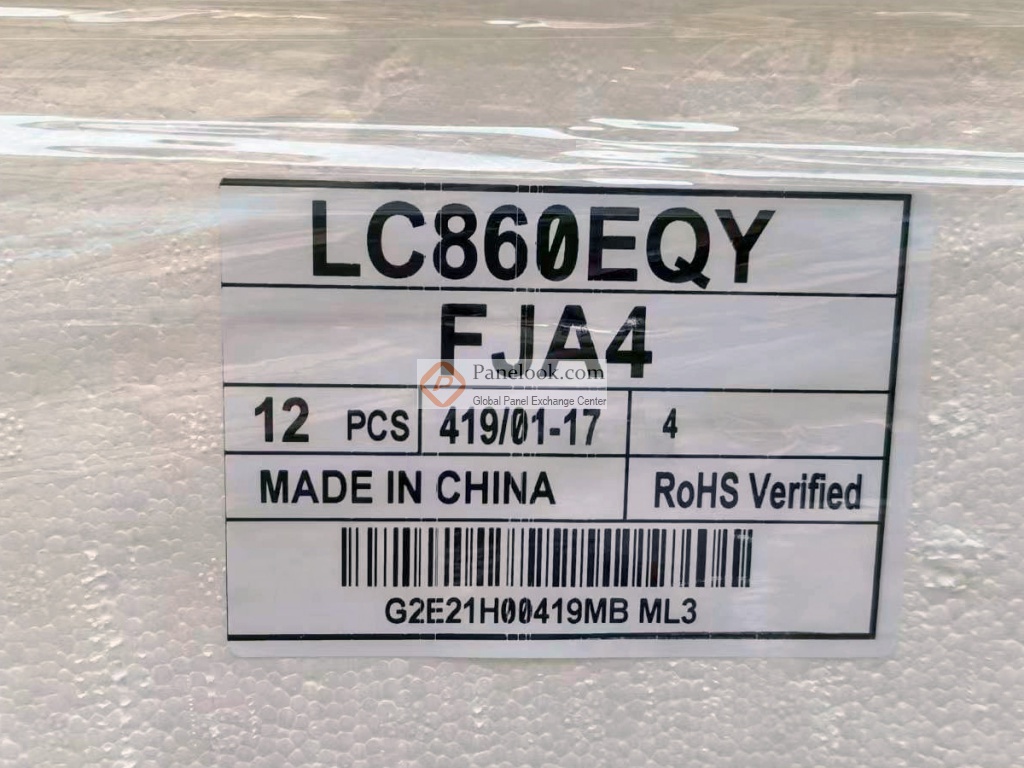 LC860EQY
FJA4
Panelook.com
Global Panel Exchange Center
12 PCS 419/01-17 4
MADE IN CHINA RoHS Verified
G2E21H00419MB ML3